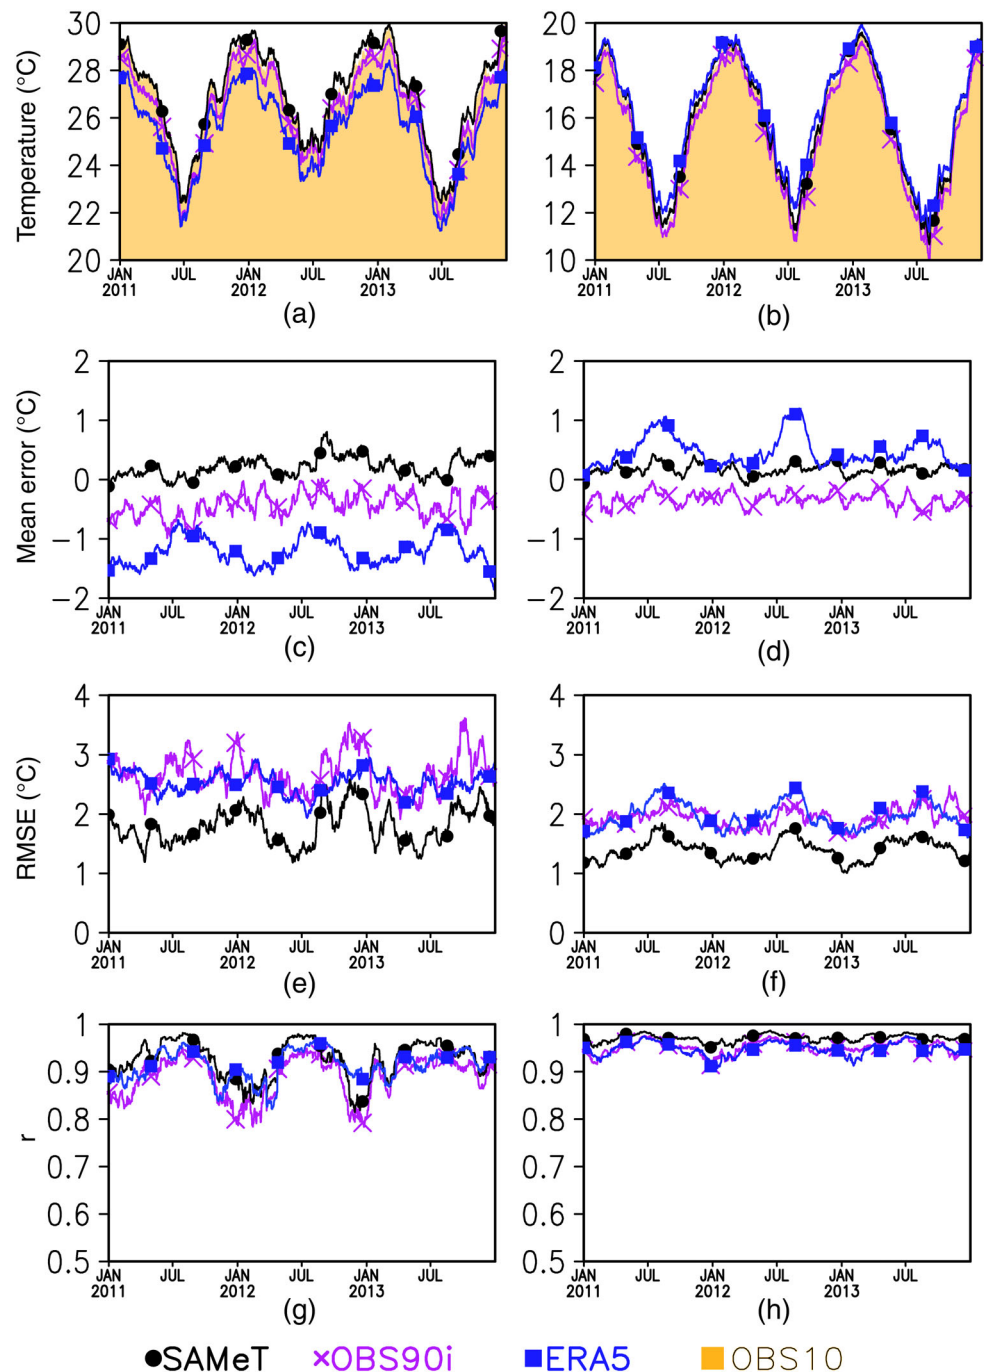 Temperature (°C)
30
28
26
24
22
20
JAN
2011
JUL
JAN
2012
JUL
JAN
2013
JUL
(a)
20
18
16
14
12
10
JAN
2011
JUL
JAN
2012
JUL
JAN
2013
JUL
(b)
Mean error (°C)
2
1
0
−1
−2
JAN
2011
JUL
JAN
2012
JUL
JAN
2013
JUL
(c)
2
1
0
−1
−2
JAN
2011
JUL
JAN
2012
JUL
JAN
2013
JUL
(d)
RMSE (°C)
4
3
2
1
0
JAN
2011
JUL
JAN
2012
JUL
JAN
2013
JUL
(e)
4
3
2
1
0
JAN
2011
JUL
JAN
2012
JUL
JAN
2013
JUL
(f)
r
1
0.9
0.8
0.7
0.6
0.5
JAN
2011
JUL
JAN
2012
JUL
JAN
2013
JUL
(g)
1
0.9
0.8
0.7
0.6
0.5
JAN
2011
JUL
JAN
2012
JUL
JAN
2013
JUL
(h)
SAMeT OBS90i ERA5 OBS10